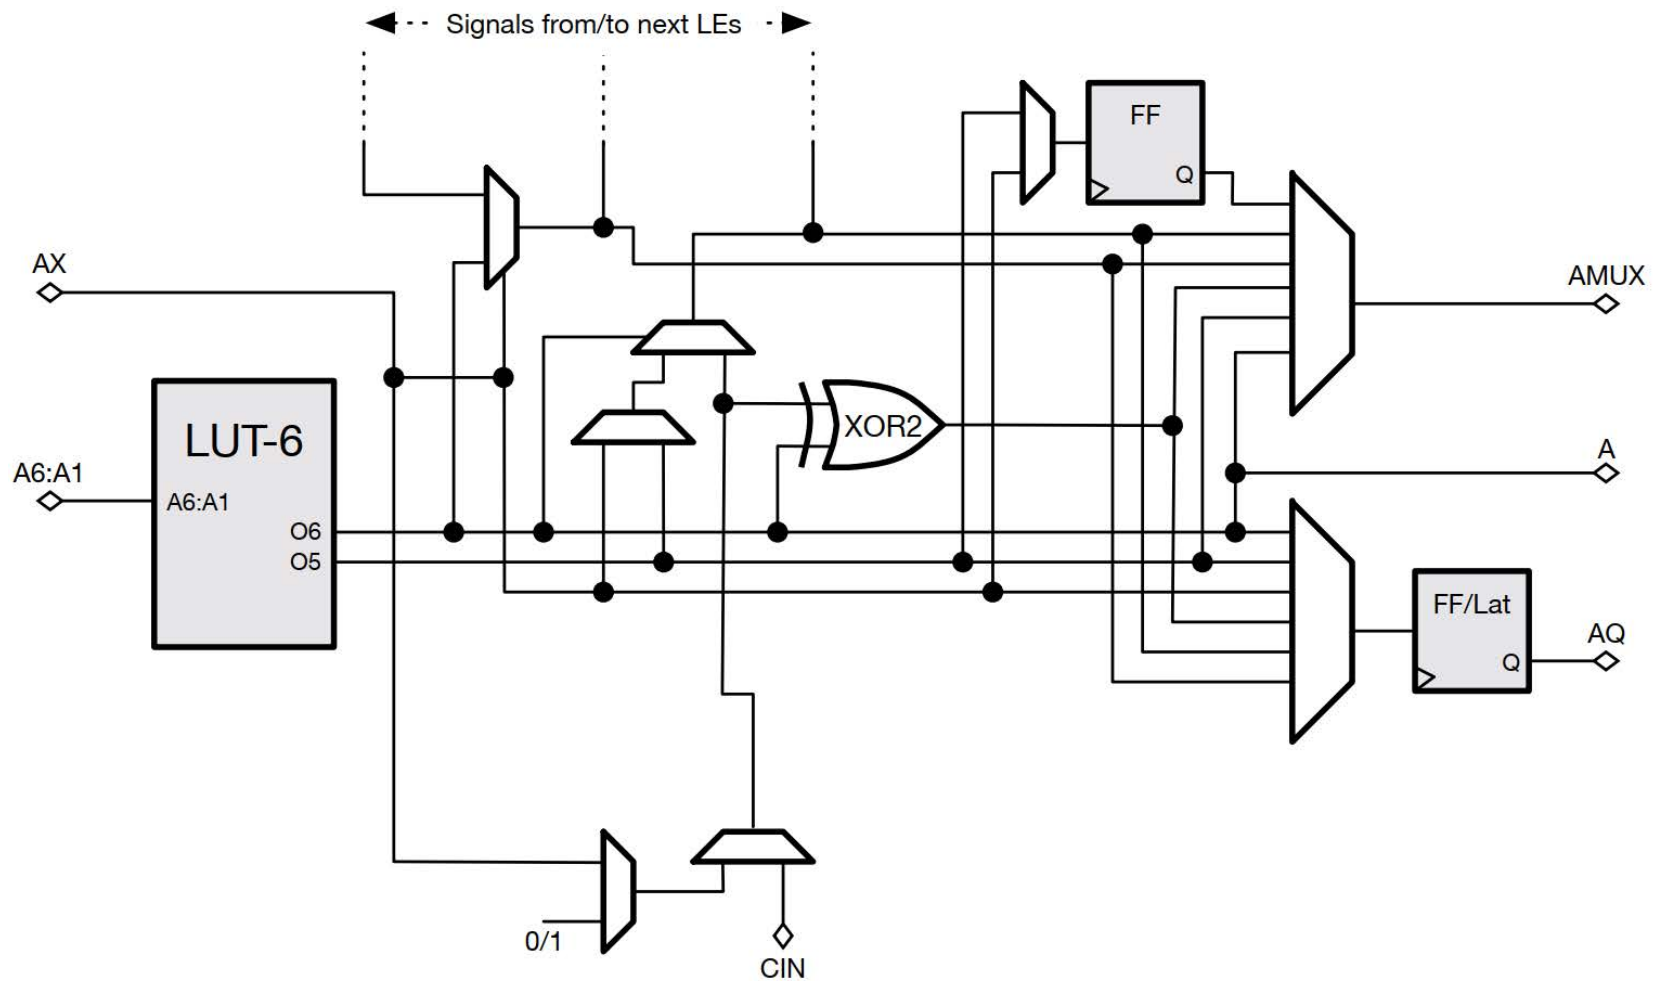 Signals from/to next LEs
FF
Q
AX
AMUX
LUT-6
XOR2
A
A6:A1
A6:A1
O6
O5
FF/Lat
Q
AQ
0/1
CIN